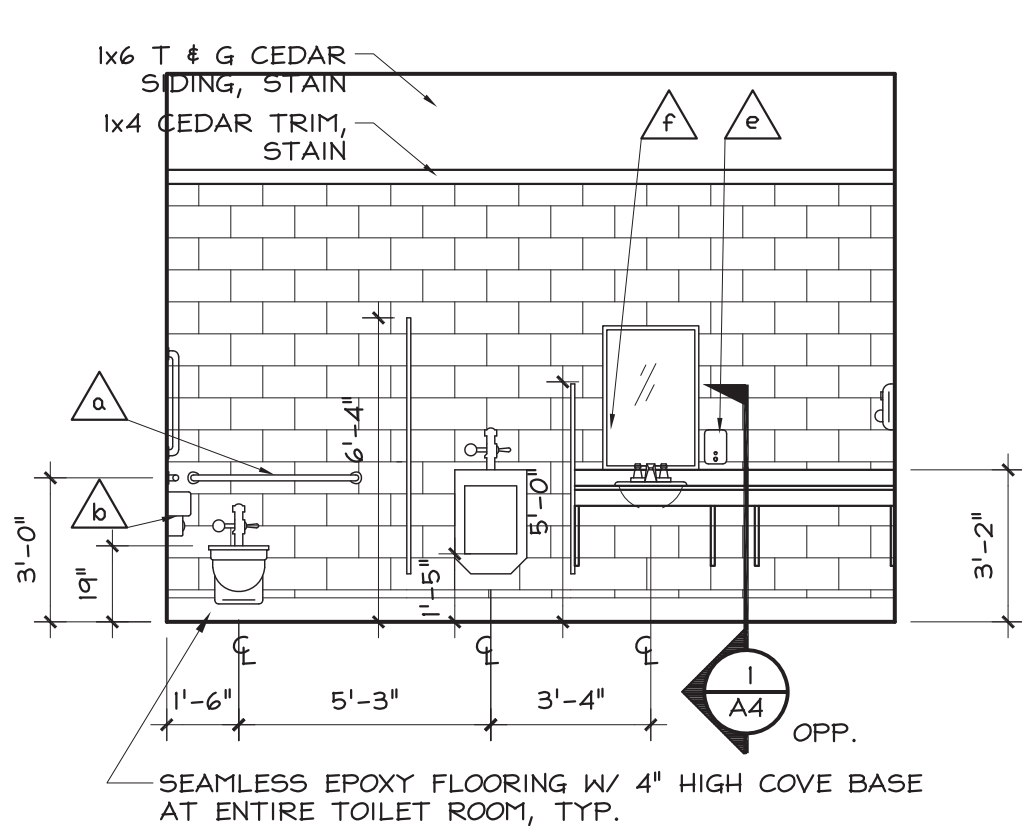 1x6 T & G CEDAR
SIDING, STAIN
1x4 CEDAR TRIM,
STAIN
f
e
a
b
6'-4"
5'-0"
3'-0"
19"
1'-5"
3'-2"
CL CL CL
1'-6" 5'-3" 3'-4"
1
A4
OPP.
SEAMLESS EPOXY FLOORING W/ 4" HIGH COVE BASE
AT ENTIRE TOILET ROOM, TYP.